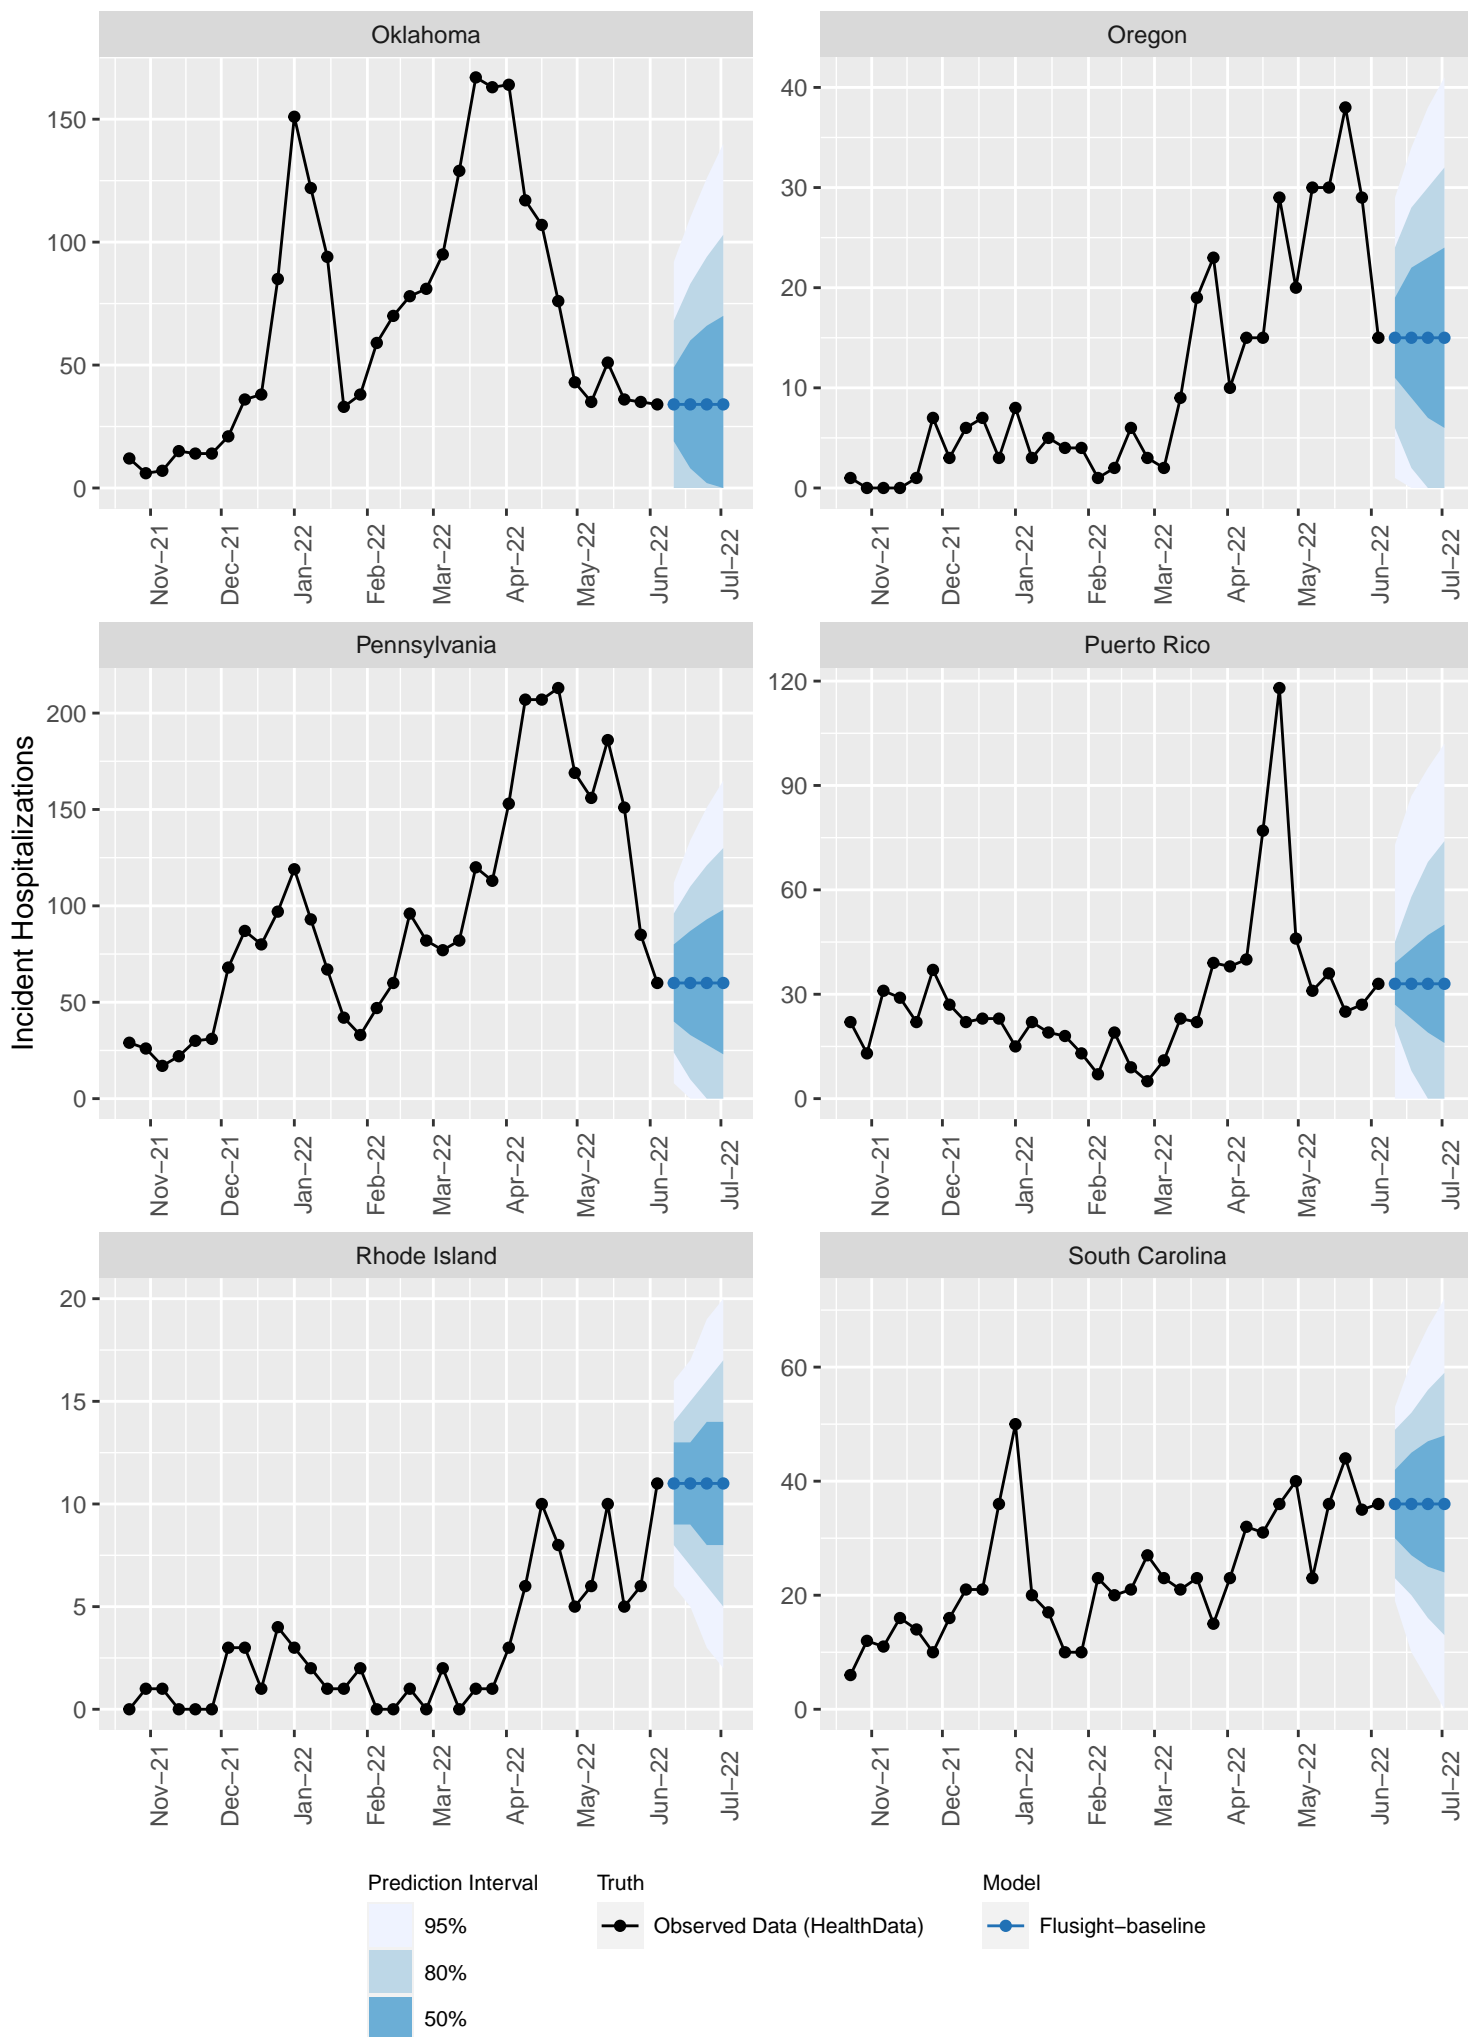 Oklahoma
Oregon
150
100
50
0
40
30
20
10
0
Nov−21
Dec−21
Jan−22
Feb−22
Mar−22
Apr−22
May−22
Jun−22
Jul−22
Nov−21
Dec−21
Jan−22
Feb−22
Mar−22
Apr−22
May−22
Jun−22
Jul−22
Incident Hospitalizations
Pennsylvania
Puerto Rico
200
150
100
50
0
120
90
60
30
0
Nov−21
Dec−21
Jan−22
Feb−22
Mar−22
Apr−22
May−22
Jun−22
Jul−22
Nov−21
Dec−21
Jan−22
Feb−22
Mar−22
Apr−22
May−22
Jun−22
Jul−22
Rhode Island
South Carolina
20
15
10
5
0
60
40
20
0
Nov−21
Dec−21
Jan−22
Feb−22
Mar−22
Apr−22
May−22
Jun−22
Jul−22
Nov−21
Dec−21
Jan−22
Feb−22
Mar−22
Apr−22
May−22
Jun−22
Jul−22
Prediction Interval
95%
80%
50%
Truth
Observed Data (HealthData)
Model
Flusight−baseline